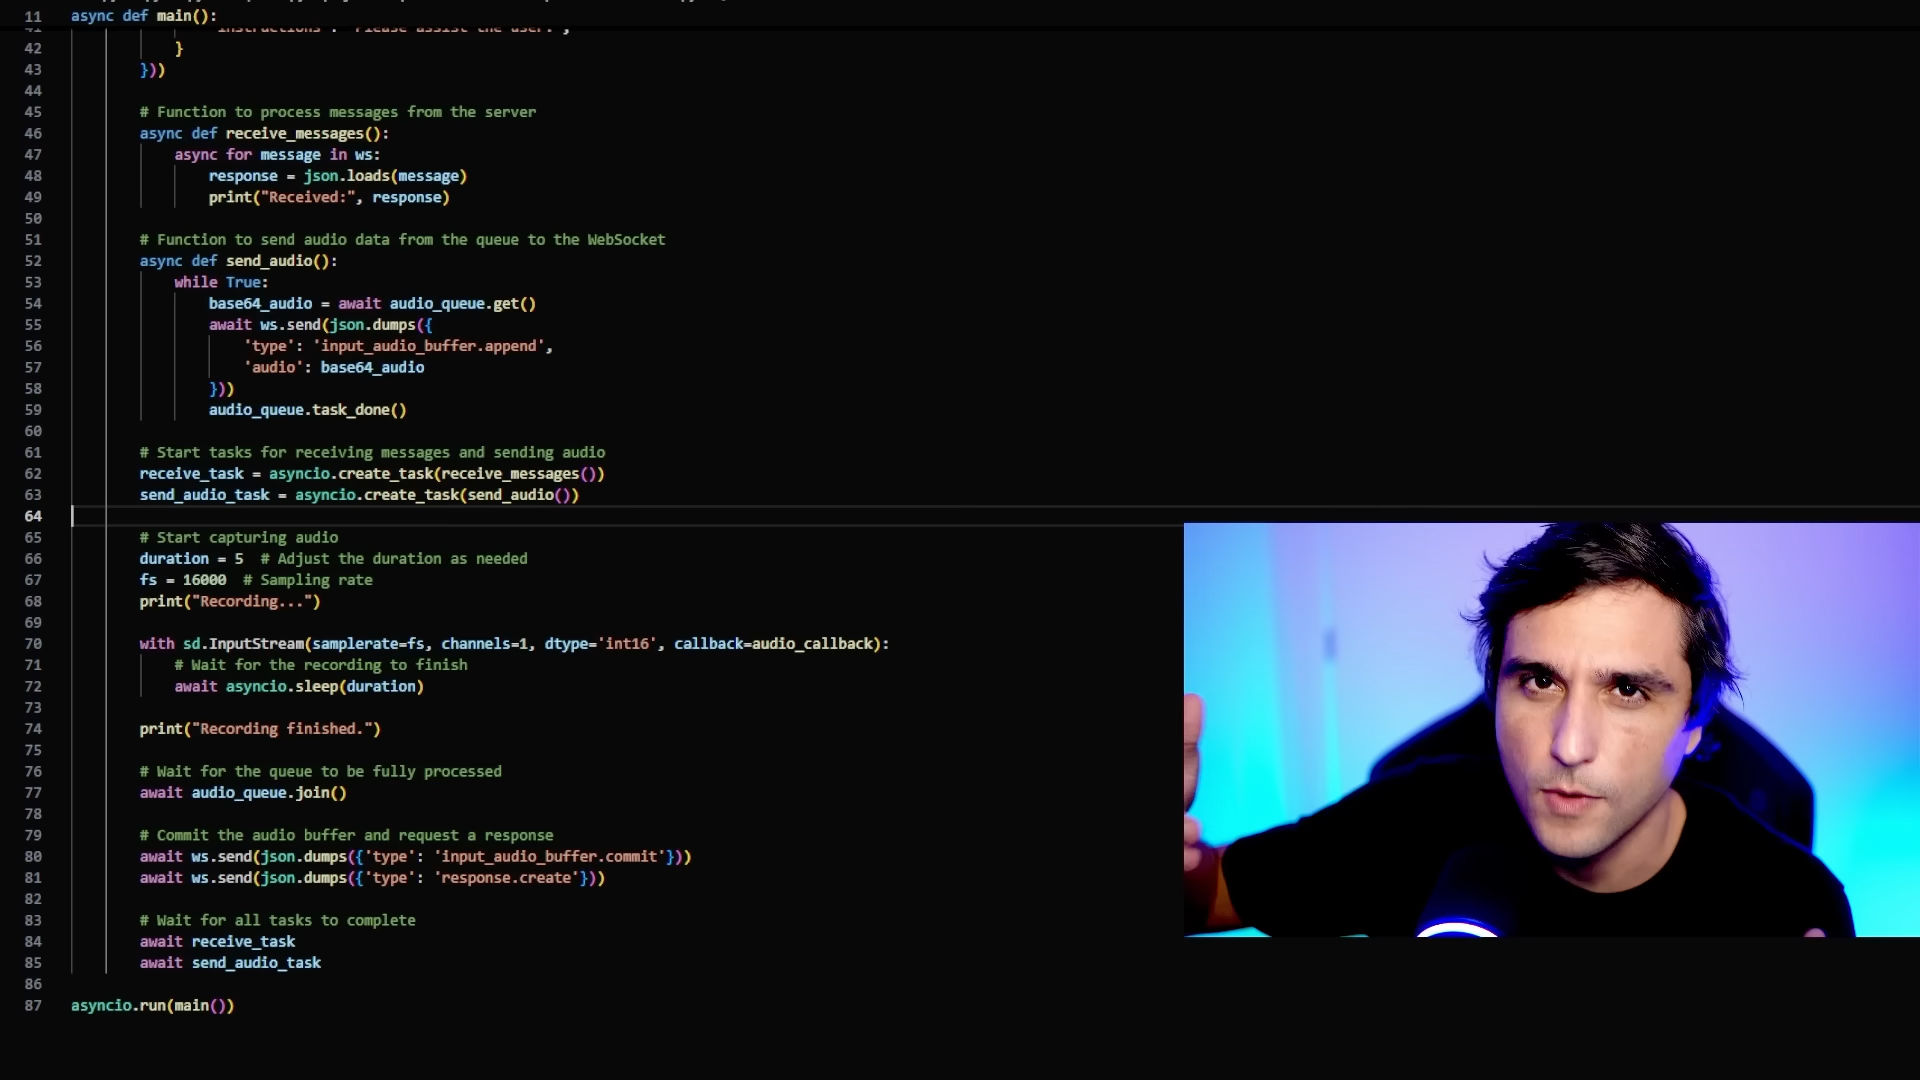 11 async def main():
41 'instructions': 'Please assist the user.',
42 }
43 }))
44
45 # Function to process messages from the server
46 async def receive_messages():
47 async for message in ws:
48 response = json.loads(message)
49 print("Received:", response)
50
51 # Function to send audio data from the queue to the WebSocket
52 async def send_audio():
53 while True:
54 base64_audio = await audio_queue.get()
55 await ws.send(json.dumps({
56 'type': 'input_audio_buffer.append',
57 'audio': base64_audio
58 }))
59 audio_queue.task_done()
60
61 # Start tasks for receiving messages and sending audio
62 receive_task = asyncio.create_task(receive_messages())
63 send_audio_task = asyncio.create_task(send_audio())
64
65 # Start capturing audio
66 duration = 5  # Adjust the duration as needed
67 fs = 16000  # Sampling rate
68 print("Recording...")
69
70 with sd.InputStream(samplerate=fs, channels=1, dtype='int16', callback=audio_callback):
71 # Wait for the recording to finish
72 await asyncio.sleep(duration)
73
74 print("Recording finished.")
75
76 # Wait for the queue to be fully processed
77 await audio_queue.join()
78
79 # Commit the audio buffer and request a response
80 await ws.send(json.dumps({'type': 'input_audio_buffer.commit'}))
81 await ws.send(json.dumps({'type': 'response.create'}))
82
83 # Wait for all tasks to complete
84 await receive_task
85 await send_audio_task
86
87 asyncio.run(main())